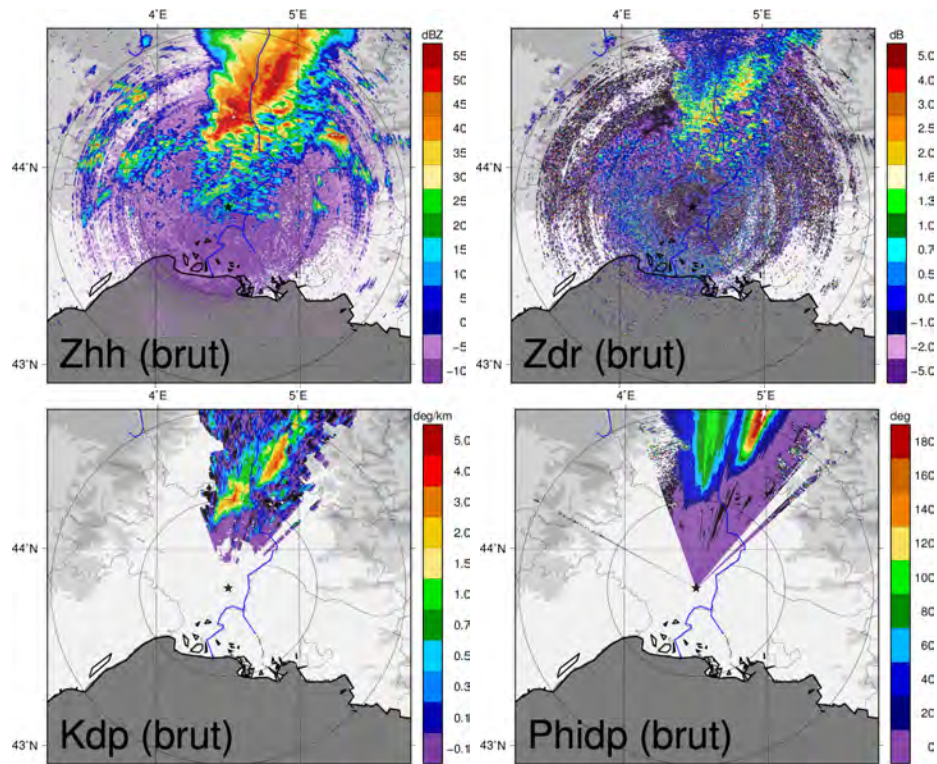 4°E
5°E
dBZ
55
50
45
40
35
30
25
20
15
10
5
0
−5
−10
44°N
43°N
Zhh (brut)
4°E
5°E
4°E
5°E
dB
5.0
4.0
3.0
2.5
2.0
1.6
1.3
1.0
0.7
0.5
0.0
−1.0
−2.0
−5.0
44°N
43°N
Zdr (brut)
4°E
5°E
4°E
5°E
deg/km
5.0
4.0
3.0
2.0
1.5
1.0
0.7
0.5
0.3
0.1
−0.1
44°N
43°N
Kdp (brut)
4°E
5°E
deg
180
160
140
120
100
80
60
40
20
0
44°N
43°N
Phidp (brut)